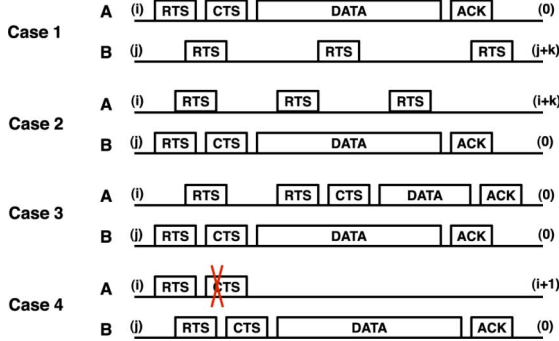 A (i) RTS CTS DATA ACK (0)
Case 1
B (j) RTS RTS RTS (j+k)
A (i) RTS RTS RTS (i+k)
Case 2
B (j) RTS CTS DATA ACK (0)
A (i) RTS RTS CTS DATA ACK (0)
Case 3
B (j) RTS CTS DATA ACK (0)
A (i) RTS CTS (i+1)
Case 4
B (j) RTS CTS DATA ACK (0)